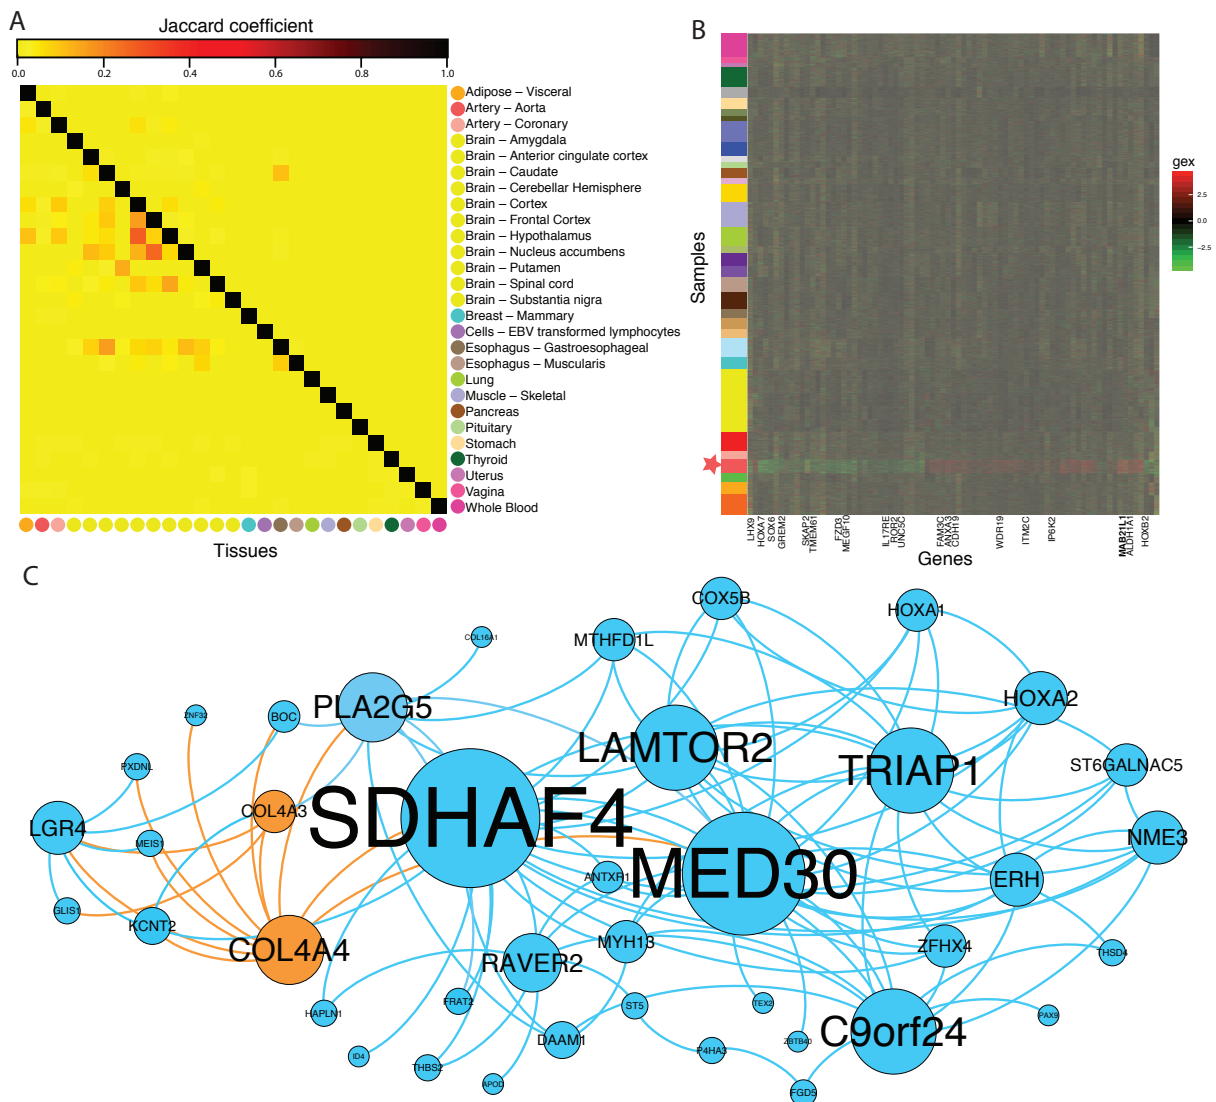 A
Jaccard coefficient
0.0 0.2 0.4 0.6 0.8 1.0
Adipose – Visceral
Artery – Aorta
Artery – Coronary
Brain – Amygdala
Brain – Anterior cingulate cortex
Brain – Caudate
Brain – Cerebellar Hemisphere
Brain – Cortex
Brain – Frontal Cortex
Brain – Hypothalamus
Brain – Nucleus accumbens
Brain – Putamen
Brain – Spinal cord
Brain – Substantia nigra
Breast – Mammary
Cells – EBV transformed lymphocytes
Esophagus – Gastroesophageal
Esophagus – Muscularis
Lung
Muscle – Skeletal
Pancreas
Pituitary
Stomach
Thyroid
Uterus
Vagina
Whole Blood
Tissues
B
Samples
gex
2.5
0.0
−2.5
LHX9
HOXA7
SOX6
GREM2
SKAP2
TMEM61
FZD3
MEGF10
IL17RE
ROR2
UNC5C
FAM3C
ANXA3
CDH19
WDR19
ITM2C
IP6K2
MAB21L1
ALDH1A1
HOXB2
Genes
C
COX5B
HOXA1
COL16A1
MTHFD1L
HOXA2
PLA2G5
ZNF32
BOC
LAMTOR2
TRIAP1
ST6GALNAC5
PXDNL
COL4A3
SDHAF4
LGR4
NME3
MEIS1
ANTXR1
MED30
ERH
GLIS1
KCNT2
COL4A4
RAVER2
MYH13
ZFHX4
THSD4
HAPLN1
FRAT2
ST5
TEX2
PAX9
C9orf24
DAAM1
ZBTB40
P4HA3
ID4
THBS2
APOD
FGD5